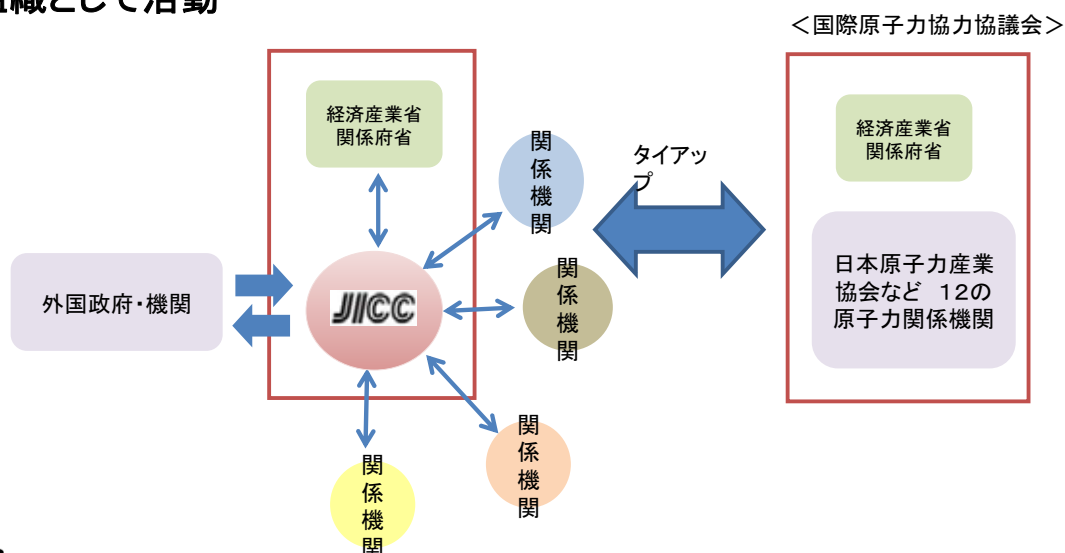 組織として活動
＜国際原子力協力協議会＞
経済産業省
関係府省
関
係
機
関
タイアッ
プ
経済産業省
関係府省
外国政府・機関
JICC
関
係
機
関
日本原子力産業
協会など　１２の
原子力関係機関
関
係
機
関
関
係
機
関